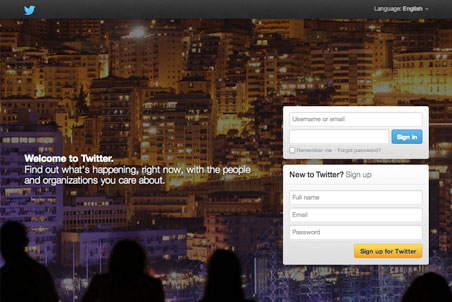 Language: English
Welcome to Twitter.
Find out what's happening, right now, with the people
and organizations you care about.
Username or email
Sign in
Remember me · Forgot password?
New to Twitter? Sign up
Full name
Email
Password
Sign up for Twitter